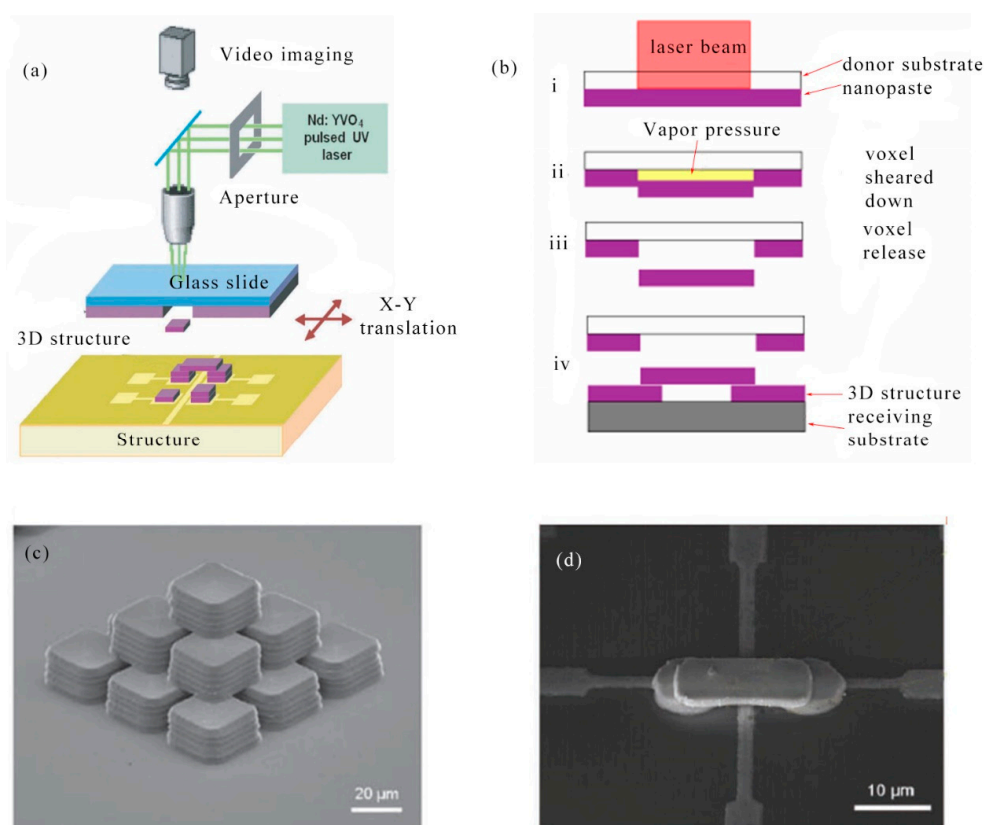 (a)
Video imaging
Nd: YVO₄
pulsed UV
laser
Aperture
Glass slide
3D structure
X-Y
translation
Structure
(b)
laser beam
donor substrate
nanopaste
i
Vapor pressure
ii
voxel
sheared
down
iii
voxel
release
iv
3D structure
receiving
substrate
(c)
20 µm
(d)
10 µm